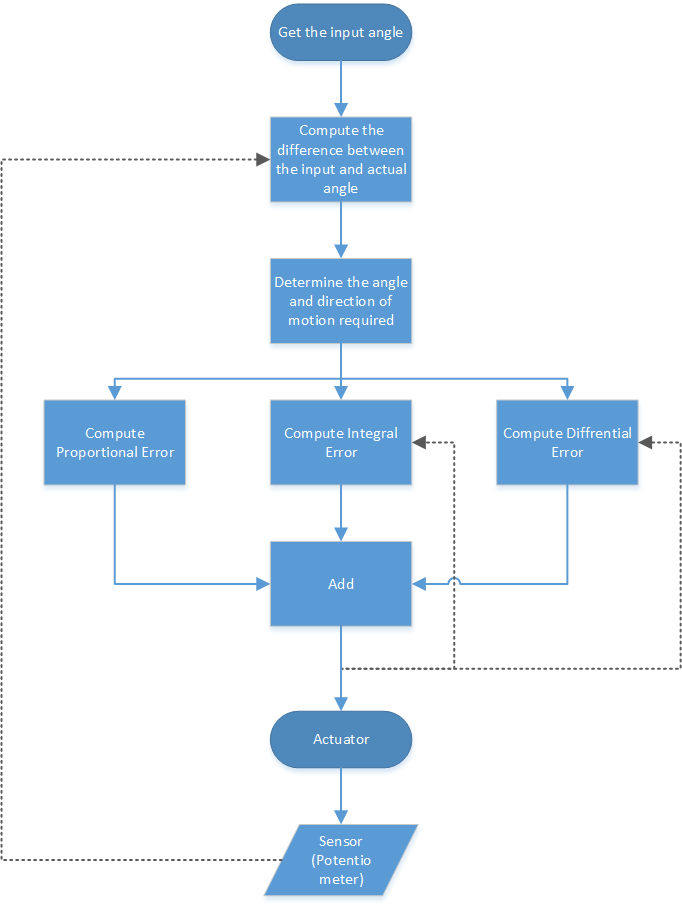 Get the input angle
Compute the
difference between
the input and actual
angle
Determine the angle
and direction of
motion required
Compute
Proportional Error
Compute Integral
Error
Compute Diffrential
Error
Add
Actuator
Sensor
(Potentio
meter)